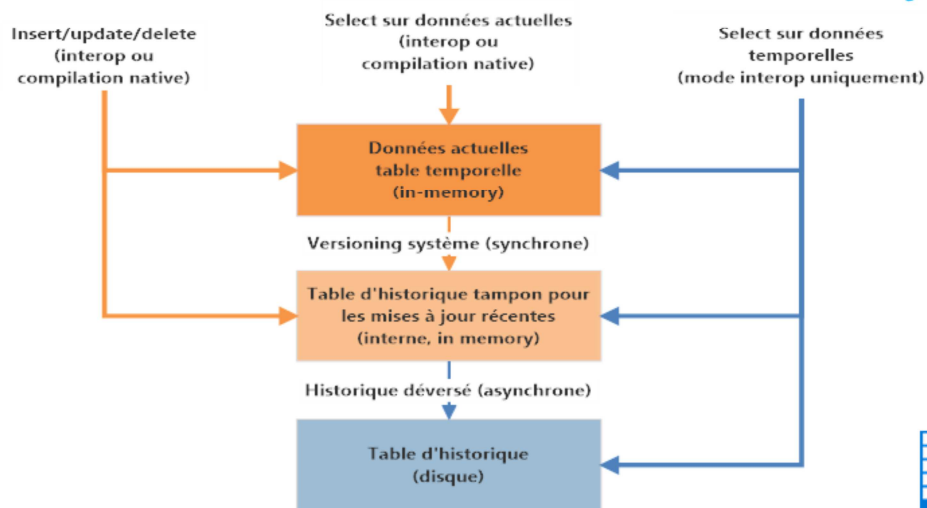 Insert/update/delete
(interop ou
compilation native)
Select sur données actuelles
(interop ou
compilation native)
Select sur données
temporelles
(mode interop uniquement)
Données actuelles
table temporelle
(in-memory)
Versioning système (synchrone)
Table d'historique tampon pour
les mises à jour récentes
(interne, in memory)
Historique déversé (asynchrone)
Table d'historique
(disque)